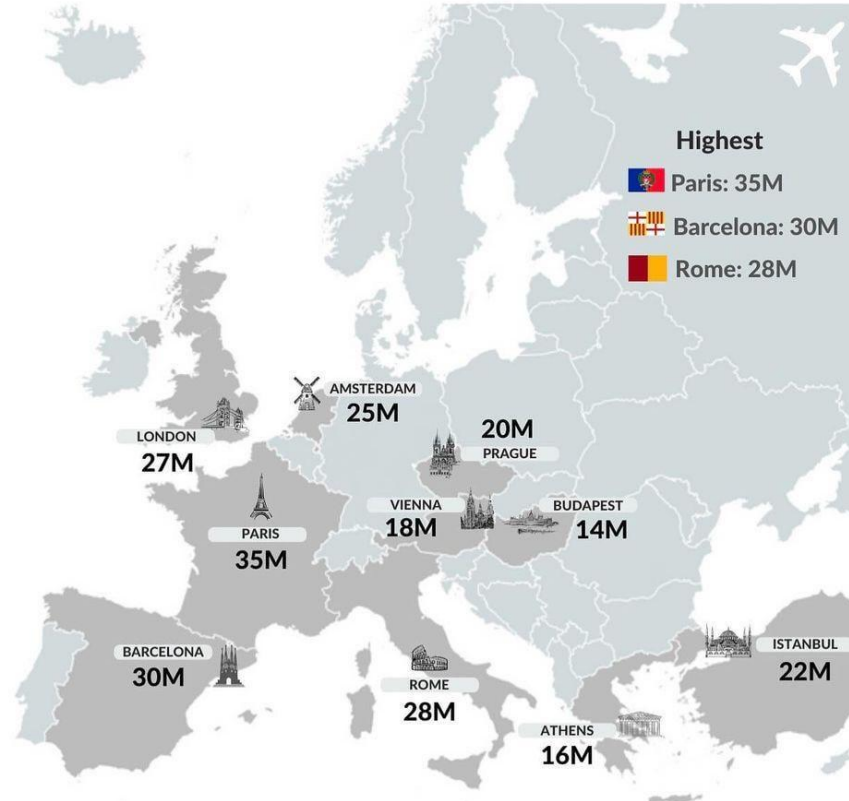 Highest
Paris: 35M
Barcelona: 30M
Rome: 28M
AMSTERDAM
25M
LONDON
27M
20M
PRAGUE
VIENNA
18M
BUDAPEST
14M
PARIS
35M
BARCELONA
30M
ROME
28M
ISTANBUL
22M
ATHENS
16M